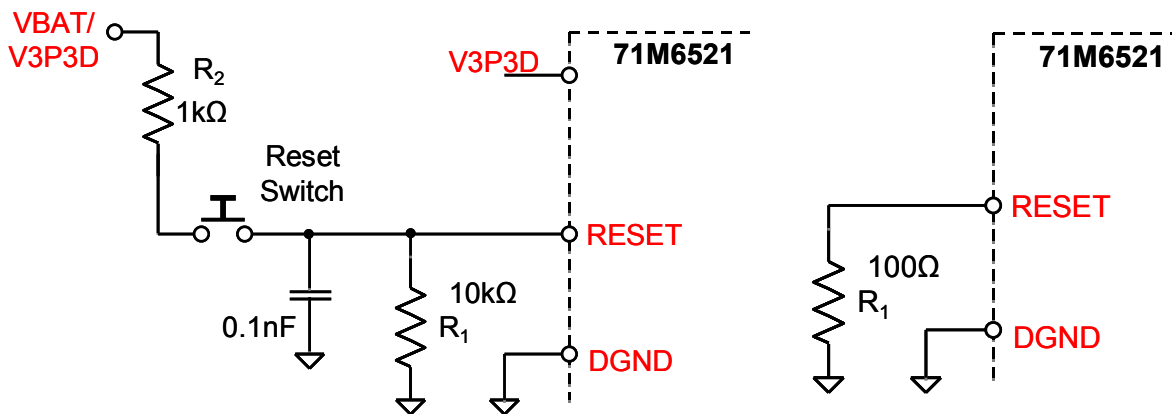 VBAT/
V3P3D
R₂
1kΩ
Reset
Switch
0.1nF
10kΩ
R₁
V3P3D
71M6521
RESET
DGND
71M6521
RESET
100Ω
R₁
DGND